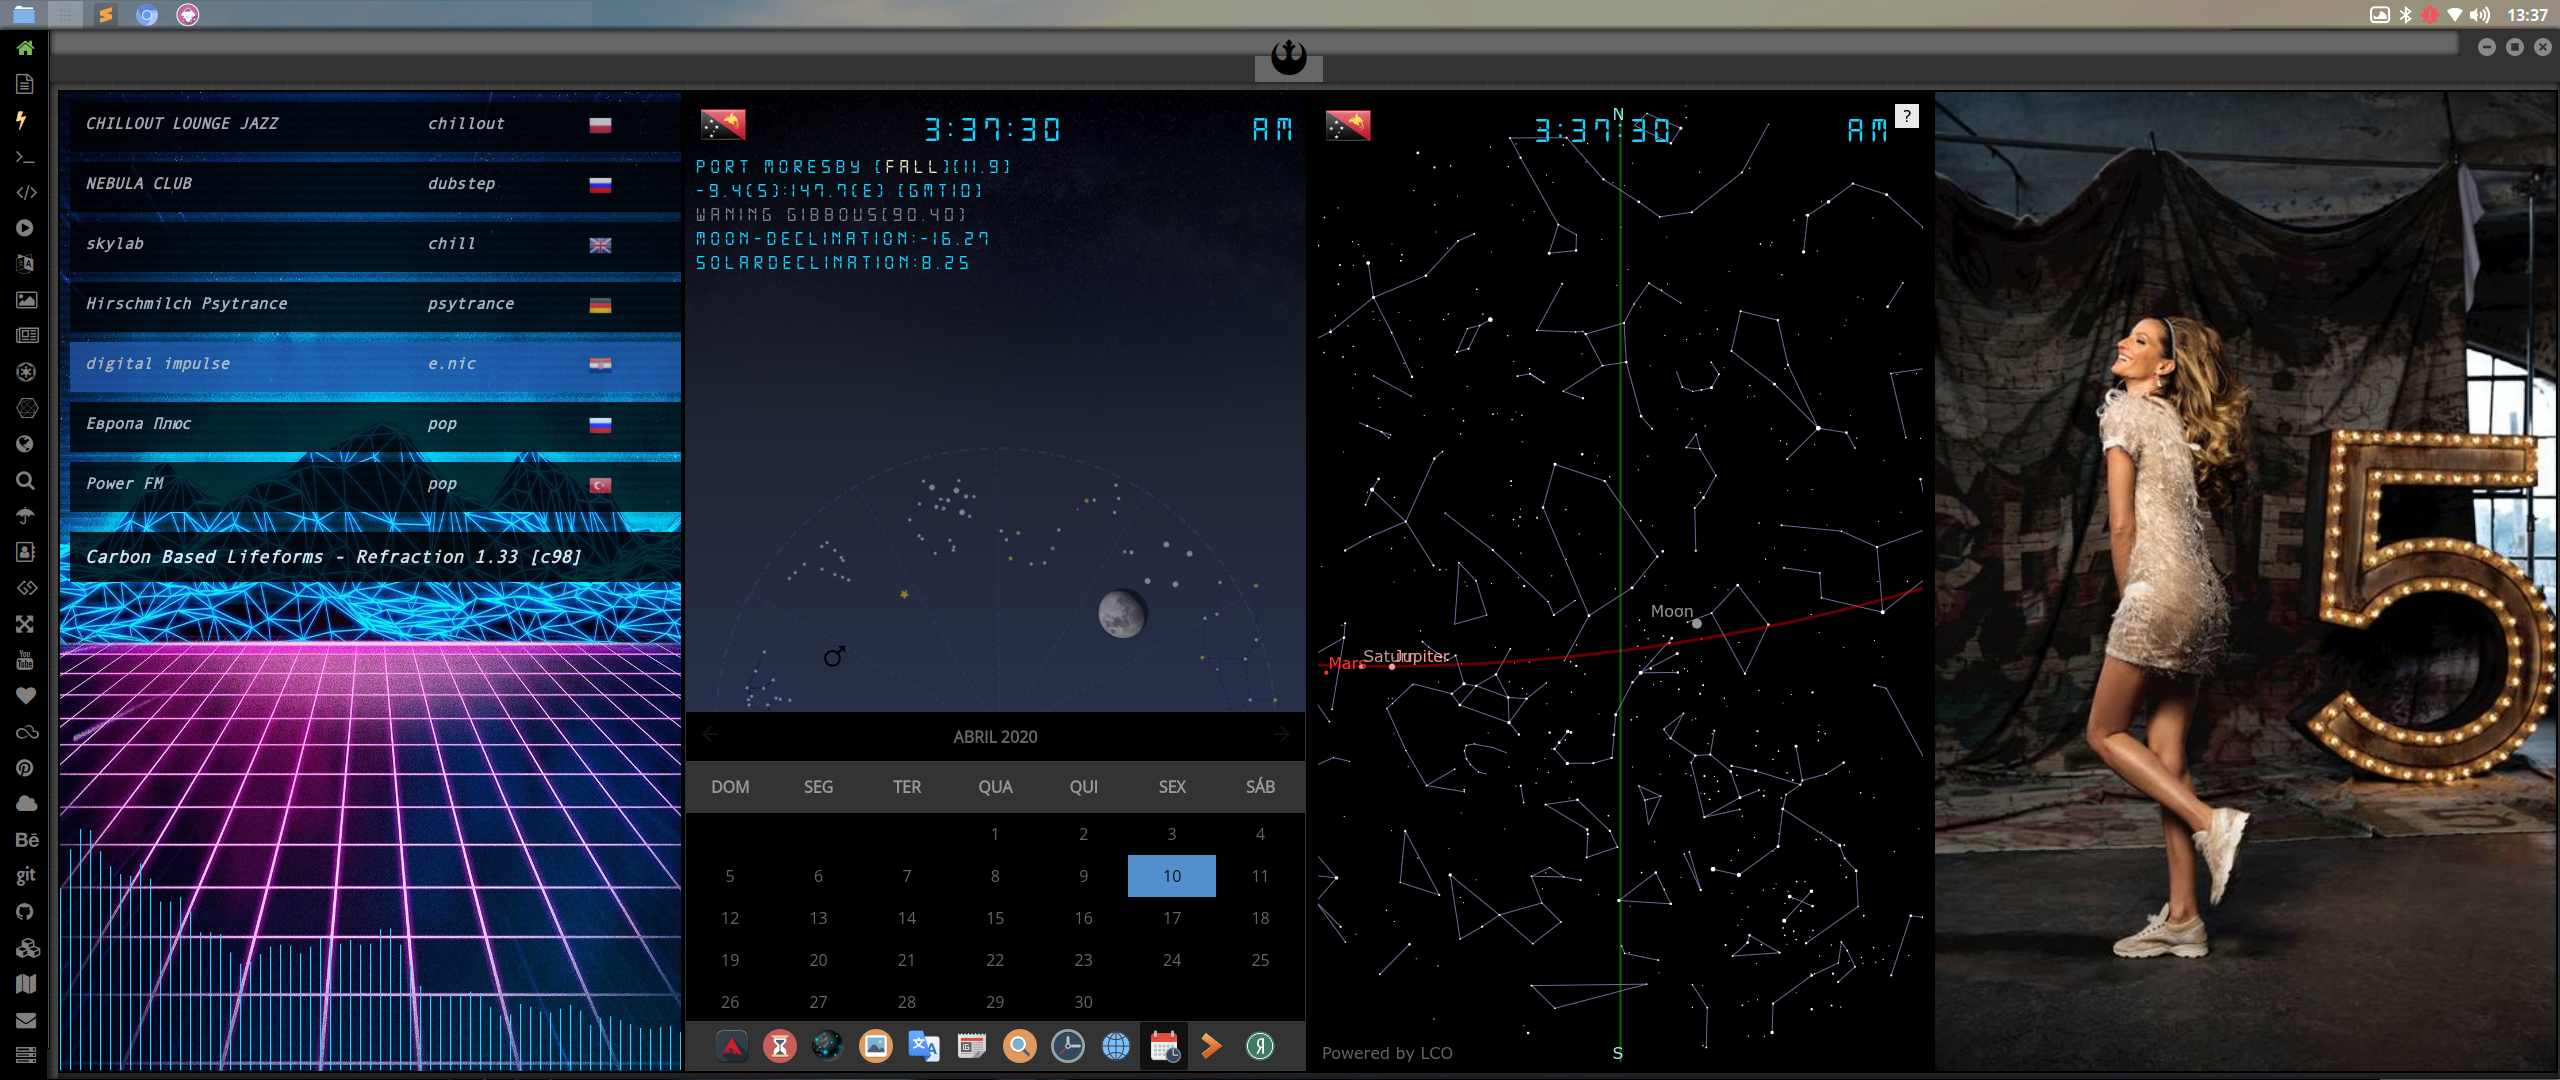 13:37
CHILLOUT LOUNGE JAZZ chillout
NEBULA CLUB dubstep
skylab chill
Hirschmilch Psytrance psytrance
digital impulse e.nic
Европа Плюс pop
Power FM pop
Carbon Based Lifeforms - Refraction 1.33 [c98]
You
Tube
Bē
git
3:37:30 AM
PORT MORESBY [FALL][11.9]
-9.4(S):147.7(E) [GMT10]
WANING GIBBOUS[90.40]
MOON-DECLINATION:-16.27
SOLARDECLINATION:8.25
ABRIL 2020
DOM SEG TER QUA QUI SEX SÁB
1 2 3 4
5 6 7 8 9 10 11
12 13 14 15 16 17 18
19 20 21 22 23 24 25
26 27 28 29 30
N
3:37:30 AM ?
Moon
Mars Saturn Jupiter
S
Powered by LCO
5